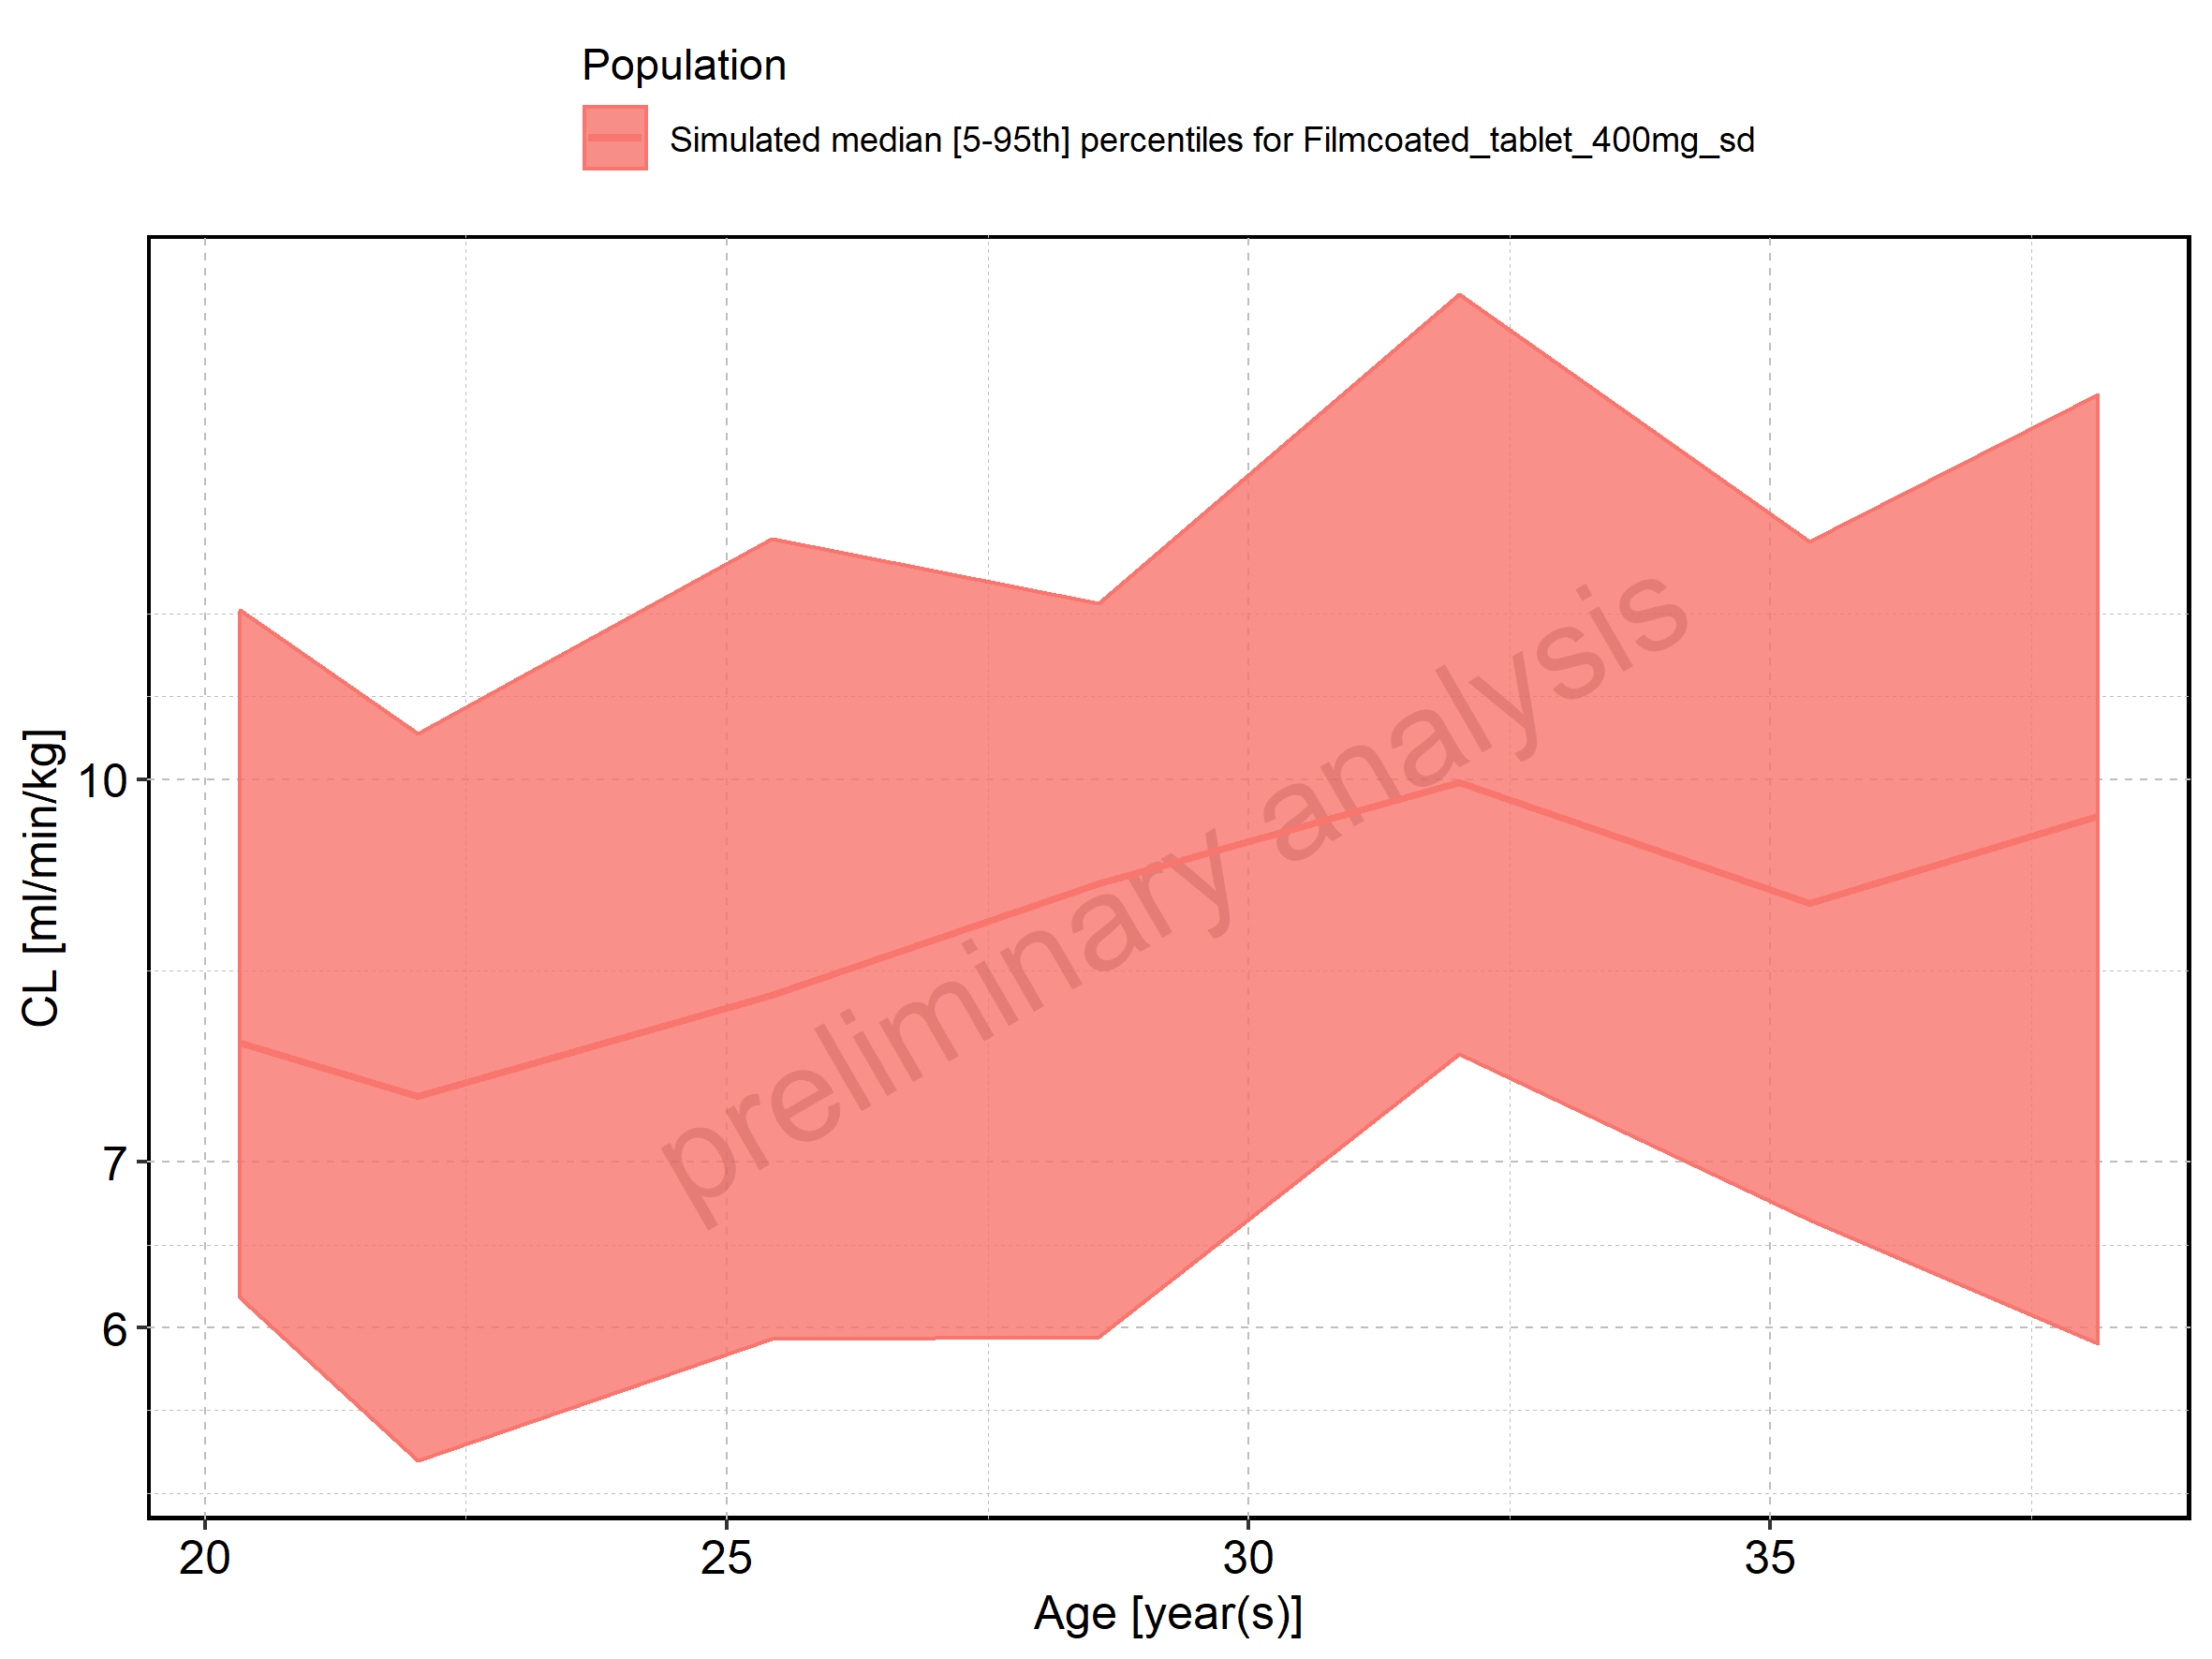 Population
Simulated median [5-95th] percentiles for Filmcoated_tablet_400mg_sd
CL [ml/min/kg]
10
7
6
preliminary analysis
20 25 30 35
Age [year(s)]